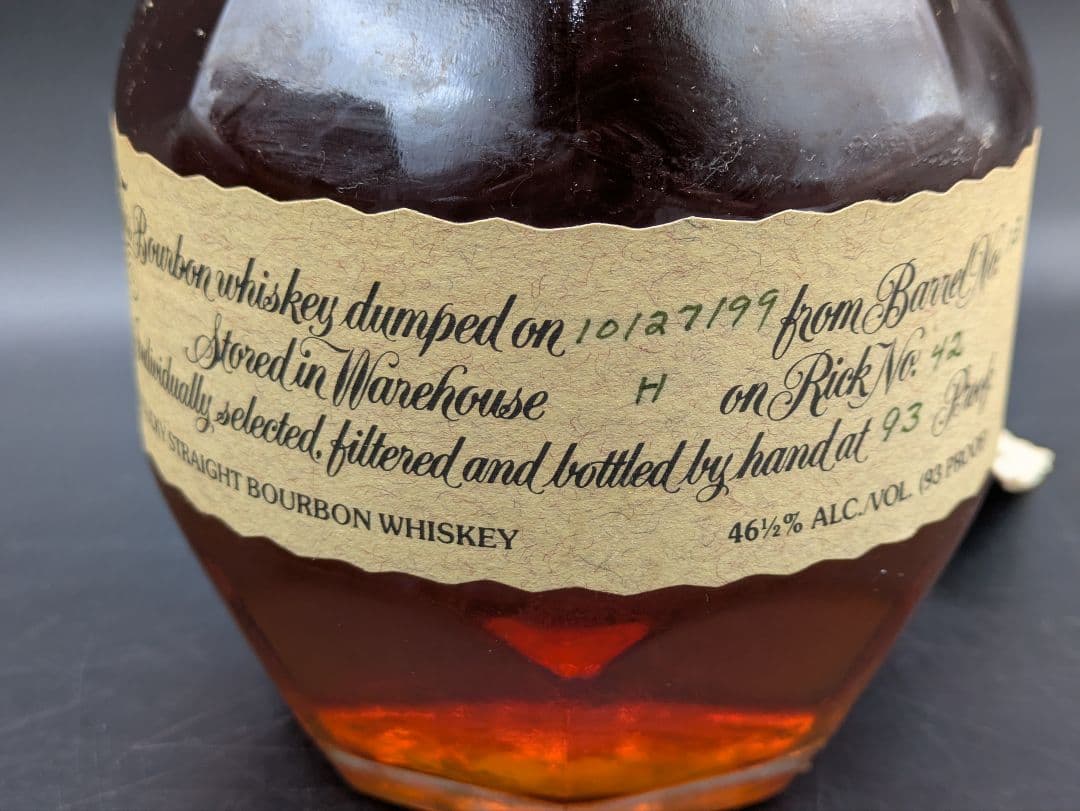 Bourbon whiskey dumped on 10/27/99 from Barrel No.
Stored in Warehouse H on Rick No. 42
individually selected, filtered and bottled by hand at 93 Proof
STRAIGHT BOURBON WHISKEY 46½% ALC./VOL. (93 PROOF)